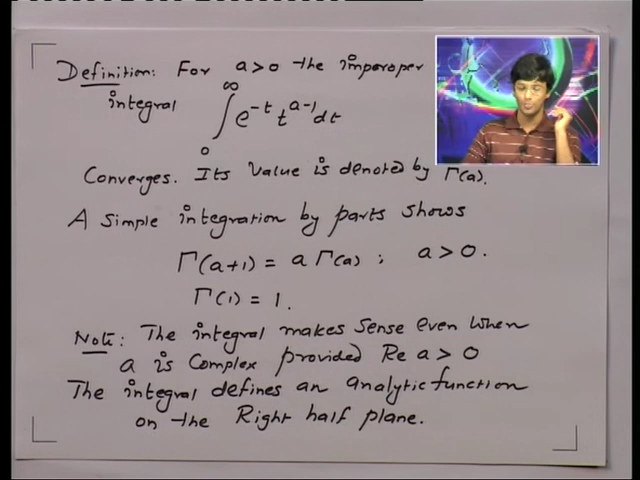 Definition: For a>0 the improper
integral ∫₀^∞ e^{-t} t^{a-1} dt
Converges. Its Value is denoted by Γ(a).
A Simple integration by parts shows
Γ(a+1) = a Γ(a) ; a > 0.
Γ(1) = 1.
Note: The integral makes sense even when
a is Complex provided Re a > 0
The integral defines an analytic function
on the Right half plane.